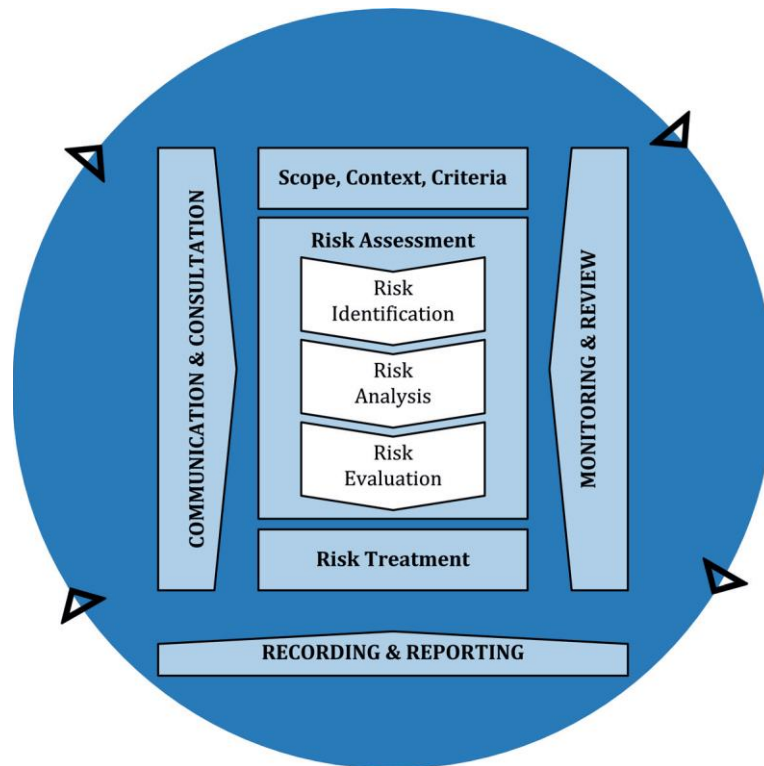 Scope, Context, Criteria
Risk Assessment
Risk
Identification
Risk
Analysis
Risk
Evaluation
Risk Treatment
COMMUNICATION & CONSULTATION
MONITORING & REVIEW
RECORDING & REPORTING